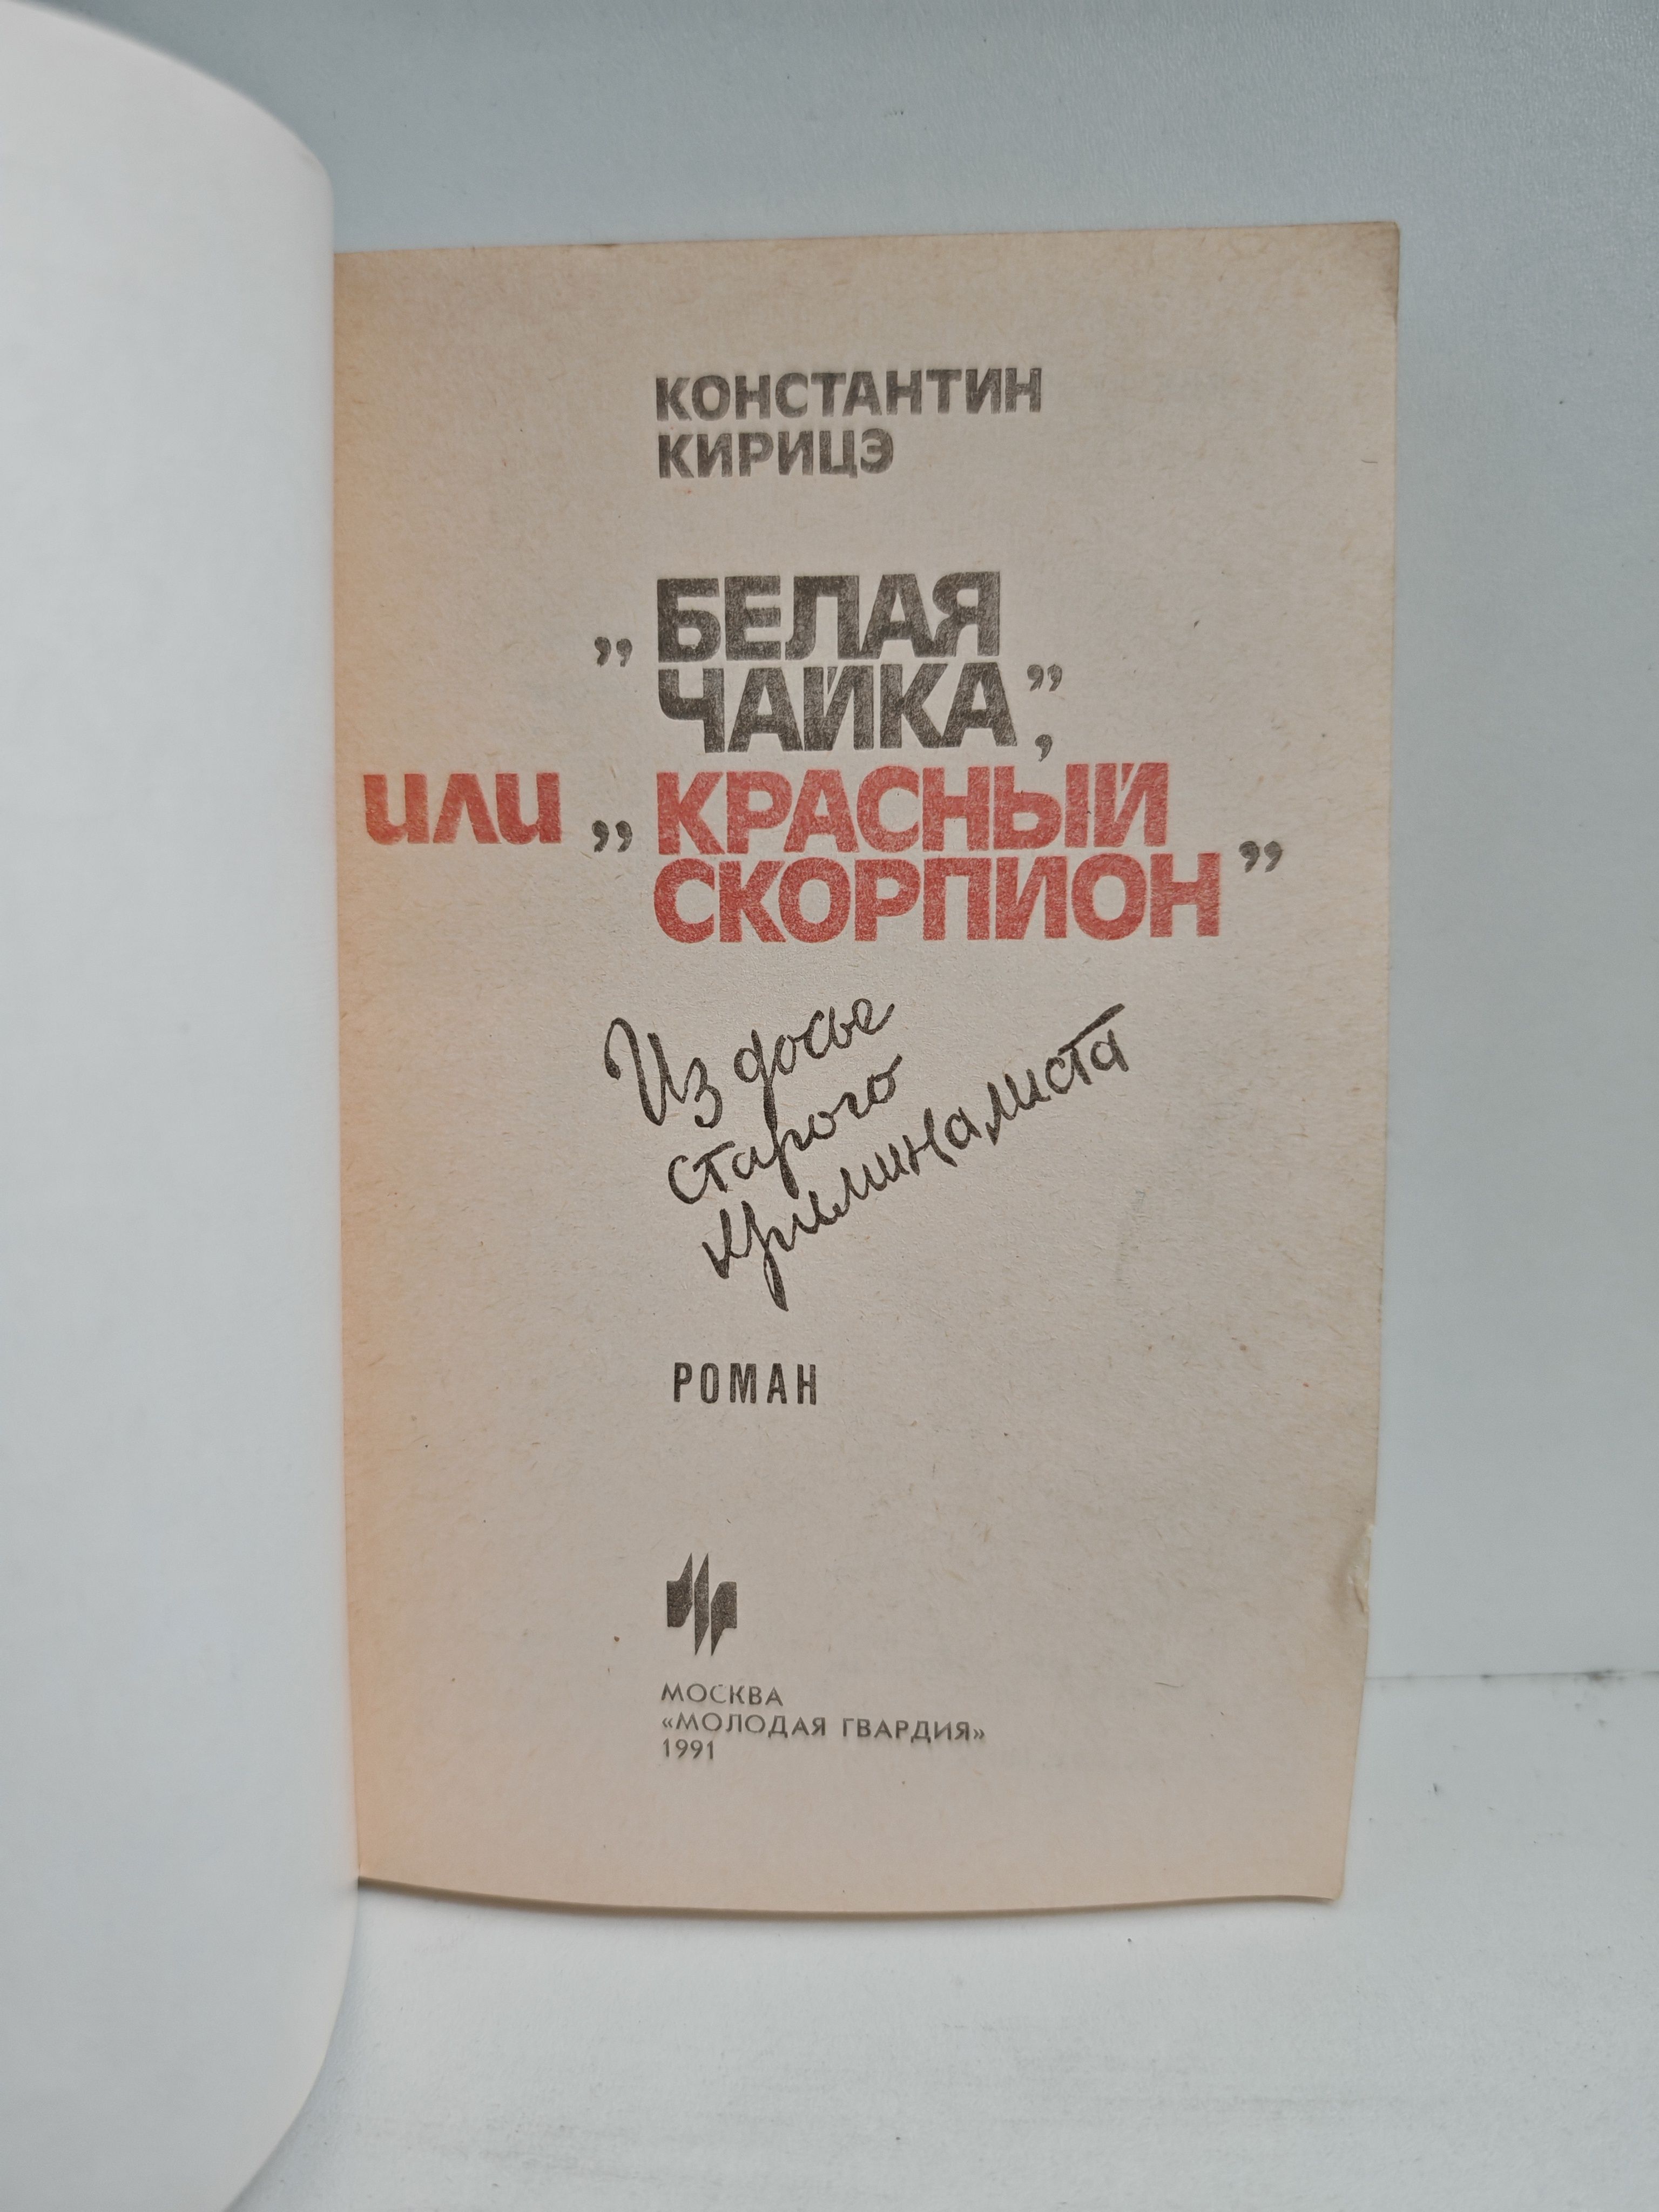 КОНСТАНТИН
КИРИЦЭ
„БЕЛАЯ
ЧАЙКА”,
или „КРАСНЫЙ
СКОРПИОН”
Из досье
старого
криминалиста
РОМАН
МОСКВА
«МОЛОДАЯ ГВАРДИЯ»
1991